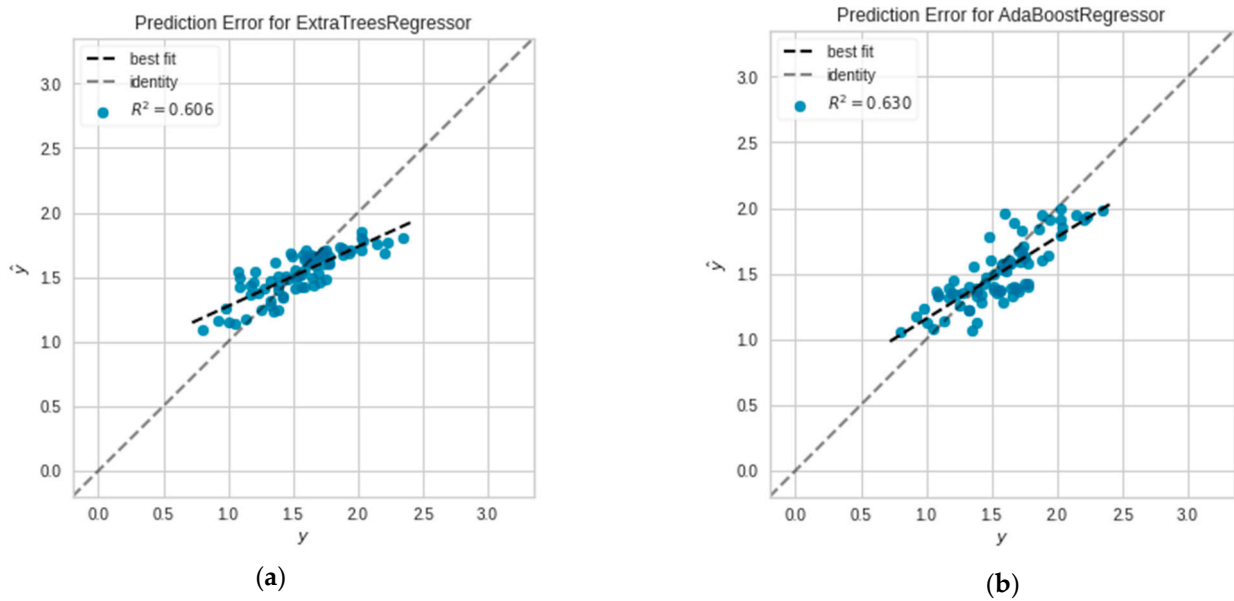 Prediction Error for ExtraTreesRegressor
best fit
identity
R² = 0.606
3.0
2.5
2.0
1.5
1.0
0.5
0.0
ŷ
0.0 0.5 1.0 1.5 2.0 2.5 3.0
y
(a)
Prediction Error for AdaBoostRegressor
best fit
identity
R² = 0.630
3.0
2.5
2.0
1.5
1.0
0.5
0.0
ŷ
0.0 0.5 1.0 1.5 2.0 2.5 3.0
y
(b)